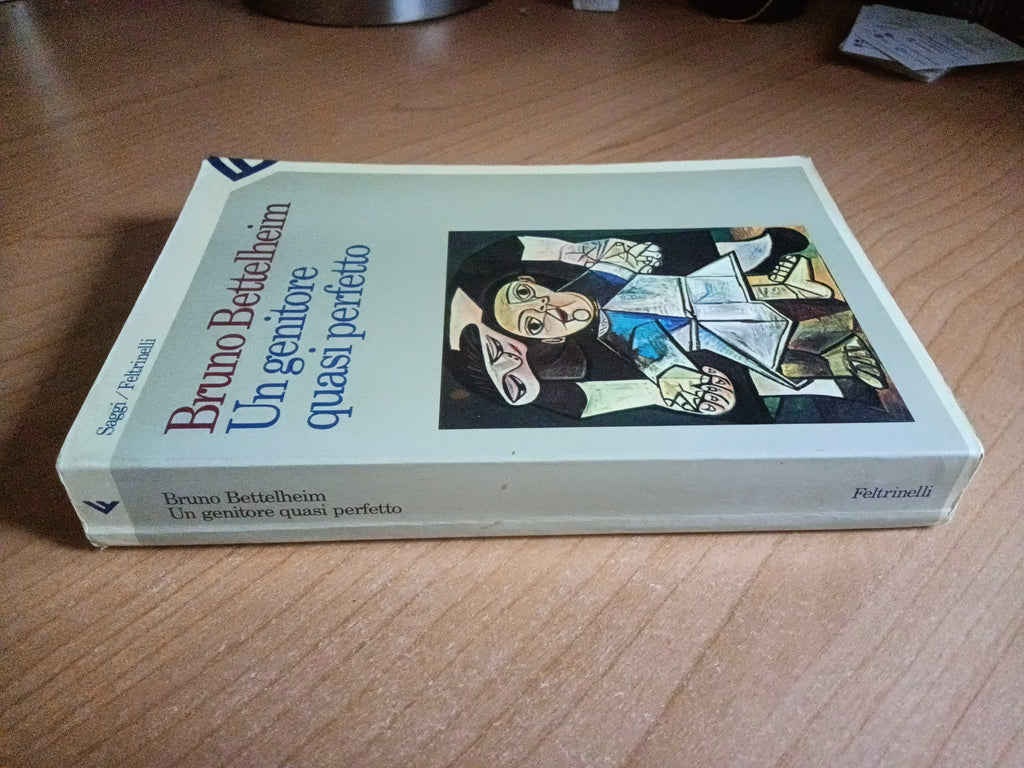 Saggi / Feltrinelli
Bruno Bettelheim
Un genitore
quasi perfetto
Bruno Bettelheim
Un genitore quasi perfetto
Feltrinelli